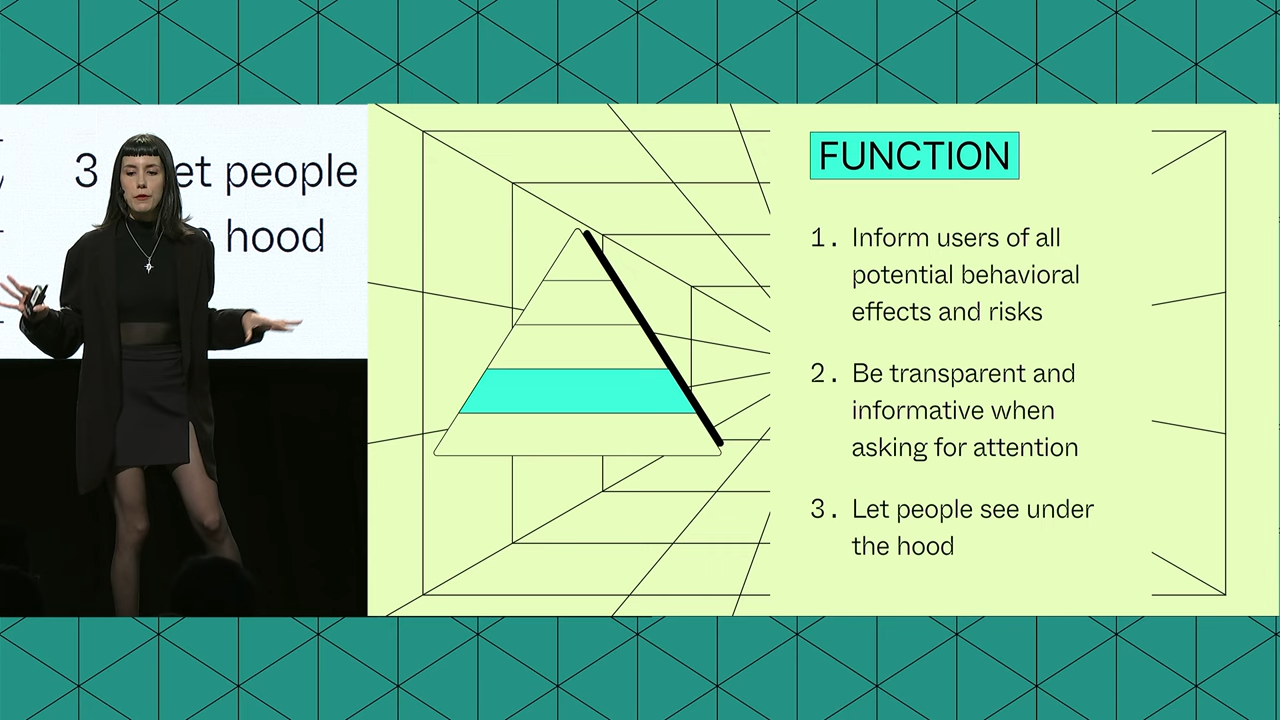 3 et people
hood
FUNCTION
1. Inform users of all
potential behavioral
effects and risks
2. Be transparent and
informative when
asking for attention
3. Let people see under
the hood